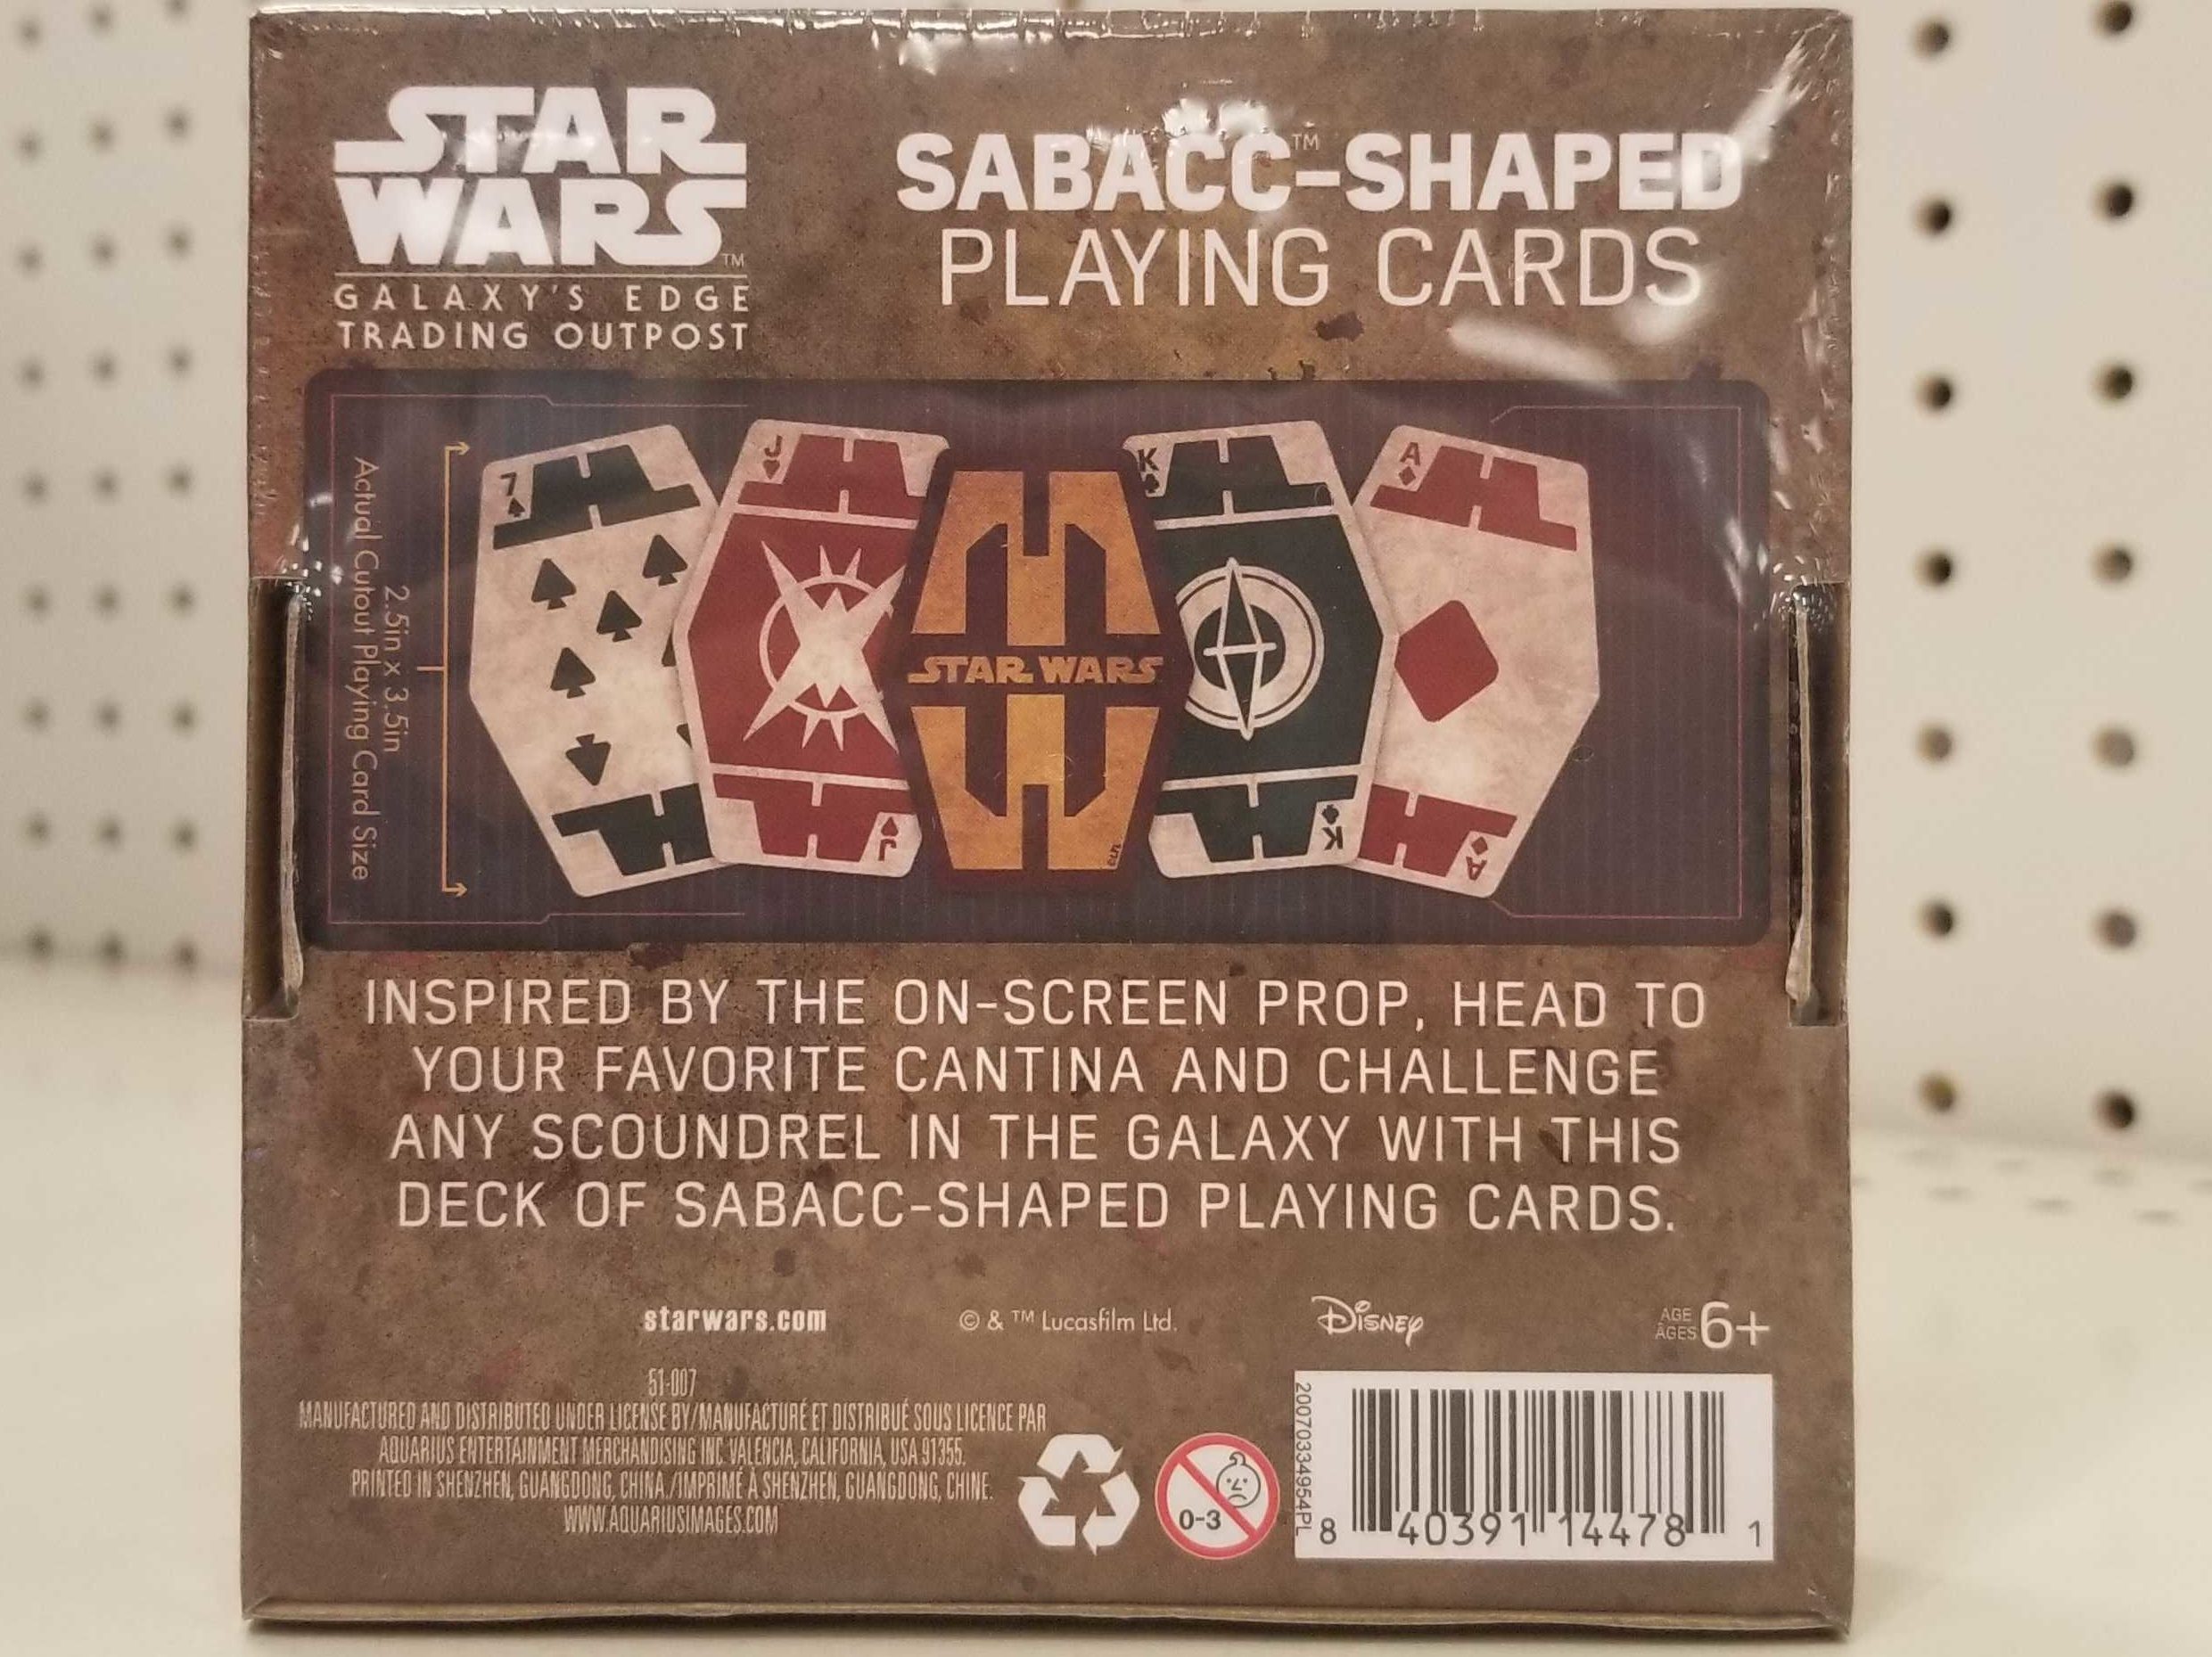 STAR
WARS™
GALAXY'S EDGE
TRADING OUTPOST
SABACC™-SHAPED
PLAYING CARDS
2.5in x 3.5in
Actual Cutout Playing Card Size
7
J
K
A
STAR WARS
J
K
A
INSPIRED BY THE ON-SCREEN PROP, HEAD TO
YOUR FAVORITE CANTINA AND CHALLENGE
ANY SCOUNDREL IN THE GALAXY WITH THIS
DECK OF SABACC-SHAPED PLAYING CARDS.
starwars.com
© & ™ Lucasfilm Ltd.
Disney
AGE
ÂGES 6+
51-007
MANUFACTURED AND DISTRIBUTED UNDER LICENSE BY/MANUFACTURÉ ET DISTRIBUÉ SOUS LICENCE PAR
AQUARIUS ENTERTAINMENT MERCHANDISING INC. VALENCIA, CALIFORNIA, USA 91355.
PRINTED IN SHENZHEN, GUANGDONG, CHINA./IMPRIMÉ À SHENZHEN, GUANGDONG, CHINE.
WWW.AQUARIUSIMAGES.COM
0-3
20070334954PL
8 40391 14478 1